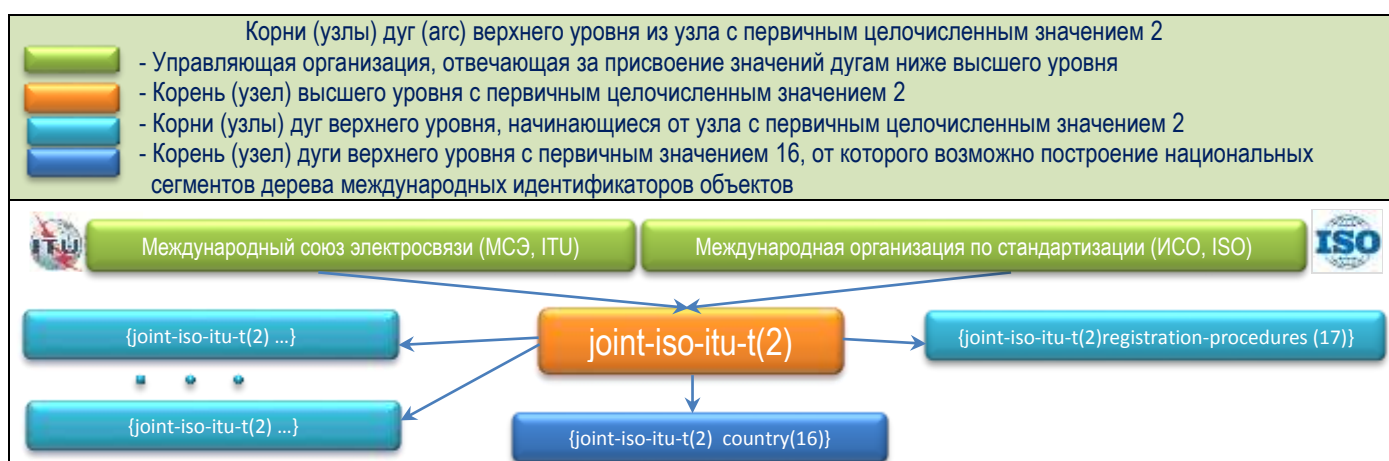 Корни (узлы) дуг (arc) верхнего уровня из узла с первичным целочисленным значением 2
- Управляющая организация, отвечающая за присвоение значений дугам ниже высшего уровня
- Корень (узел) высшего уровня с первичным целочисленным значением 2
- Корни (узлы) дуг верхнего уровня, начинающиеся от узла с первичным целочисленным значением 2
- Корень (узел) дуги верхнего уровня с первичным значением 16, от которого возможно построение национальных
сегментов дерева международных идентификаторов объектов
ITU
Международный союз электросвязи (МСЭ, ITU)
Международная организация по стандартизации (ИСО, ISO)
ISO
{joint-iso-itu-t(2) ...}
joint-iso-itu-t(2)
{joint-iso-itu-t(2)registration-procedures (17)}
{joint-iso-itu-t(2) ...}
{joint-iso-itu-t(2) country(16)}